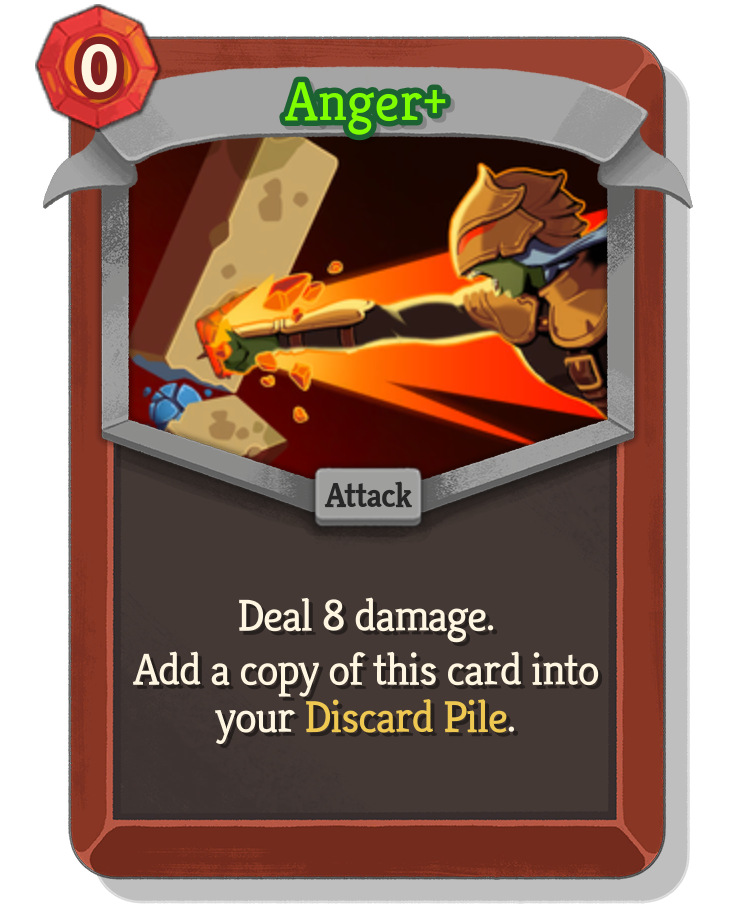 0
Anger+
Attack
Deal 8 damage.
Add a copy of this card into
your Discard Pile.